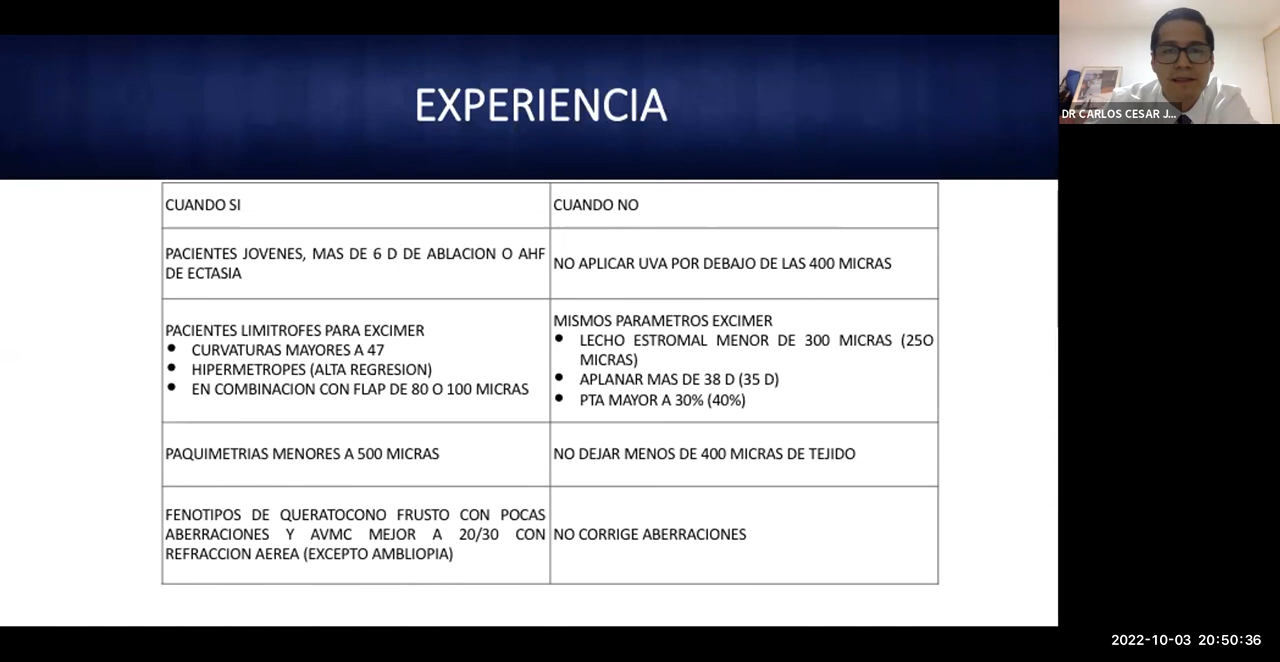 EXPERIENCIA
CUANDO SI
CUANDO NO
PACIENTES JOVENES, MAS DE 6 D DE ABLACION O AHF
DE ECTASIA
NO APLICAR UVA POR DEBAJO DE LAS 400 MICRAS
PACIENTES LIMITROFES PARA EXCIMER
• CURVATURAS MAYORES A 47
• HIPERMETROPES (ALTA REGRESION)
• EN COMBINACION CON FLAP DE 80 O 100 MICRAS
MISMOS PARAMETROS EXCIMER
• LECHO ESTROMAL MENOR DE 300 MICRAS (25O
MICRAS)
• APLANAR MAS DE 38 D (35 D)
• PTA MAYOR A 30% (40%)
PAQUIMETRIAS MENORES A 500 MICRAS
NO DEJAR MENOS DE 400 MICRAS DE TEJIDO
FENOTIPOS DE QUERATOCONO FRUSTO CON POCAS
ABERRACIONES Y AVMC MEJOR A 20/30 CON
REFRACCION AEREA (EXCEPTO AMBLIOPIA)
NO CORRIGE ABERRACIONES
DR CARLOS CESAR J...
2022-10-03 20:50:36